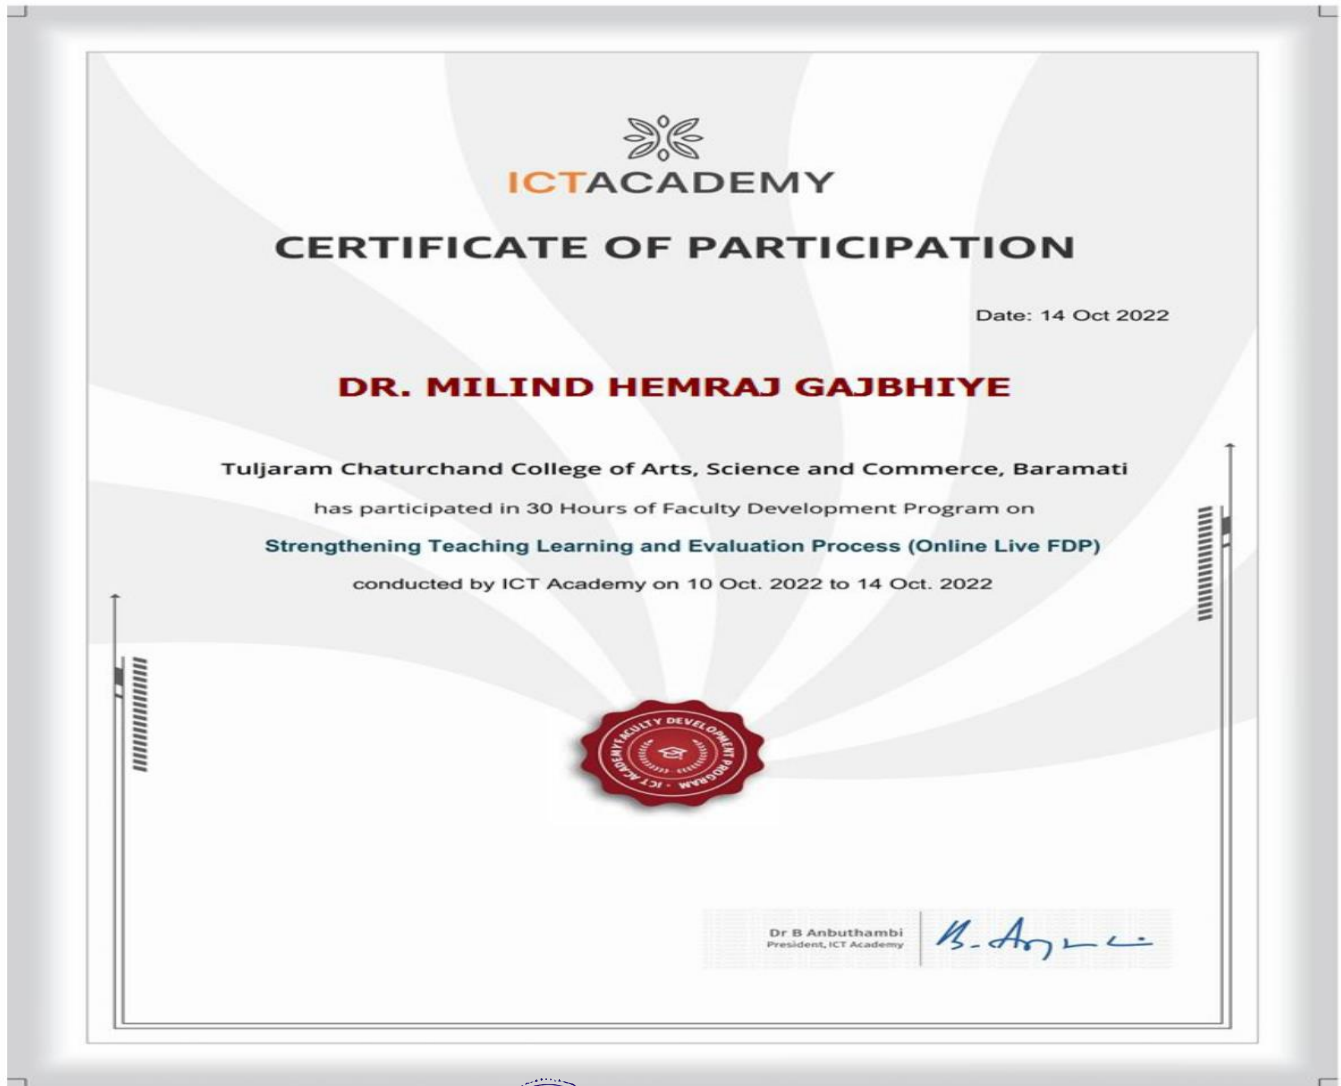 ICTACADEMY
CERTIFICATE OF PARTICIPATION
Date: 14 Oct 2022
DR. MILIND HEMRAJ GAJBHIYE
Tuljaram Chaturchand College of Arts, Science and Commerce, Baramati
has participated in 30 Hours of Faculty Development Program on
Strengthening Teaching Learning and Evaluation Process (Online Live FDP)
conducted by ICT Academy on 10 Oct. 2022 to 14 Oct. 2022
FACULTY DEVELOPMENT PROGRAM - ICT ACADEMY
Dr B Anbuthambi
President, ICT Academy